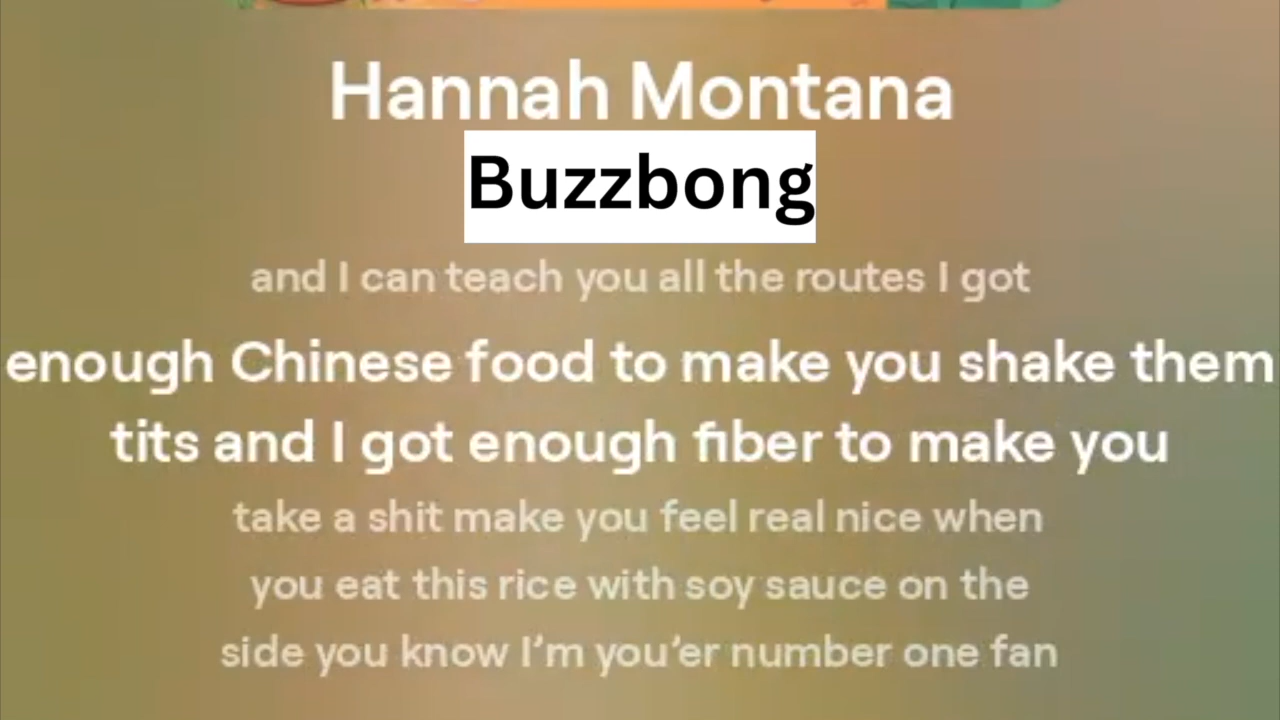 Hannah Montana
Buzzbong
and I can teach you all the routes I got
enough Chinese food to make you shake them
tits and I got enough fiber to make you
take a shit make you feel real nice when
you eat this rice with soy sauce on the
side you know I’m you’er number one fan